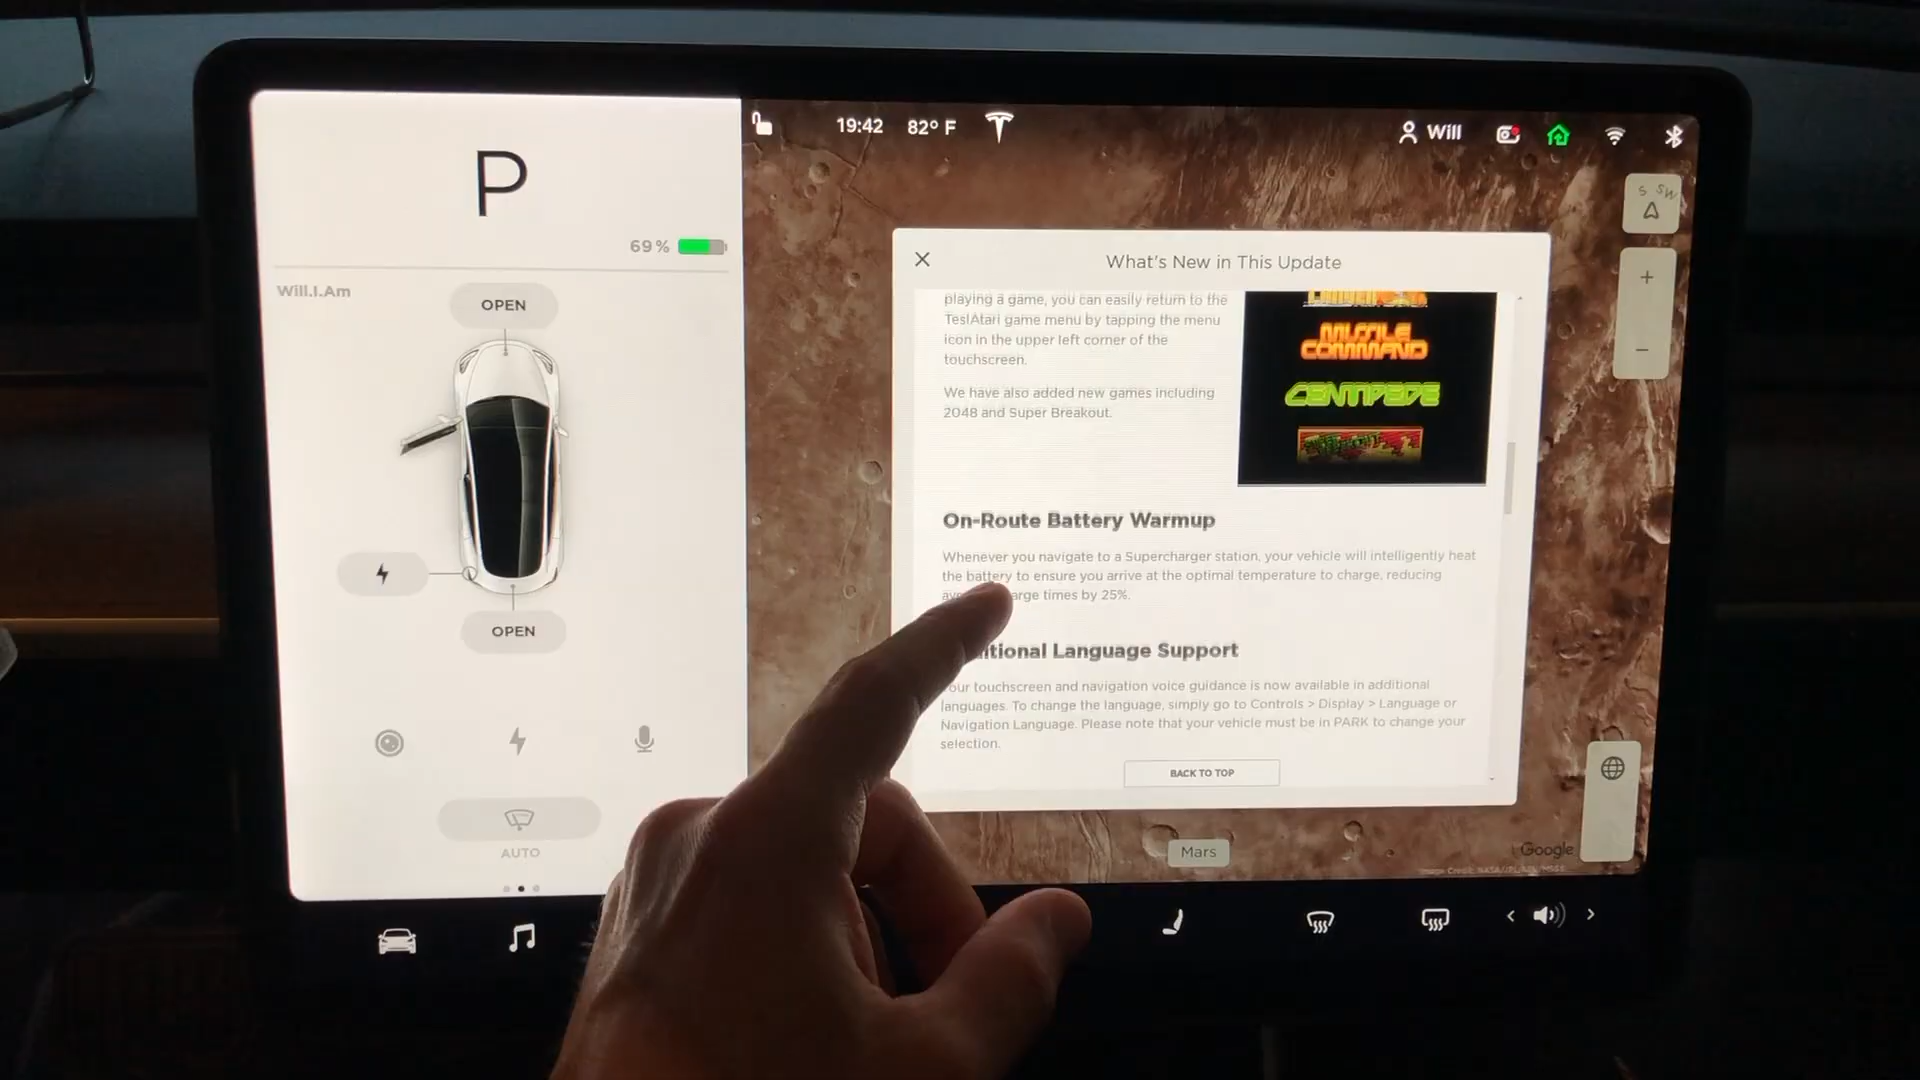 P
69%
Will.I.Am
OPEN
OPEN
AUTO
19:42 82° F
Will
S SW
What's New in This Update
playing a game, you can easily return to the
TeslAtari game menu by tapping the menu
icon in the upper left corner of the
touchscreen.
We have also added new games including
2048 and Super Breakout.
MISSILE
COMMAND
CENTIPEDE
On-Route Battery Warmup
Whenever you navigate to a Supercharger station, your vehicle will intelligently heat
the battery to ensure you arrive at the optimal temperature to charge, reducing
times by 25%.
Language Support
touchscreen and navigation voice guidance is now available in additional
languages. To change the language, simply go to Controls > Display > Language or
Navigation Language. Please note that your vehicle must be in PARK to change your
selection.
BACK TO TOP
Mars
Google